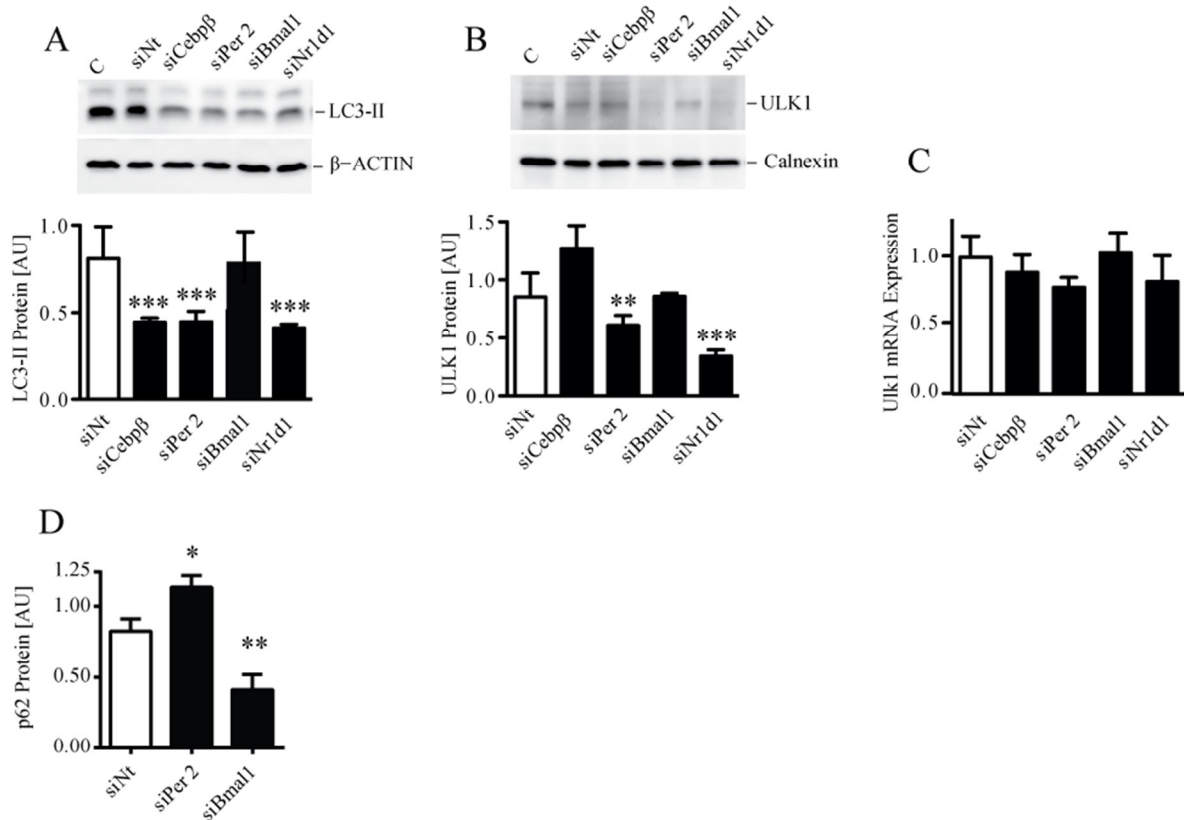 A
C
siNt
siCebpβ
siPer 2
siBmal1
siNr1d1
LC3-II
β-ACTIN
LC3-II Protein [AU]
1.0
0.5
0.0
***
***
***
siNt
siCebpβ
siPer 2
siBmal1
siNr1d1
B
C
siNt
siCebpβ
siPer 2
siBmal1
siNr1d1
ULK1
Calnexin
ULK1 Protein [AU]
1.5
1.0
0.5
0.0
**
***
siNt
siCebpβ
siPer 2
siBmal1
siNr1d1
C
Ulk1 mRNA Expression
1.0
0.5
0.0
siNt
siCebpβ
siPer 2
siBmal1
siNr1d1
D
p62 Protein [AU]
1.25
1.00
0.50
0.00
*
**
siNt
siPer 2
siBmal1